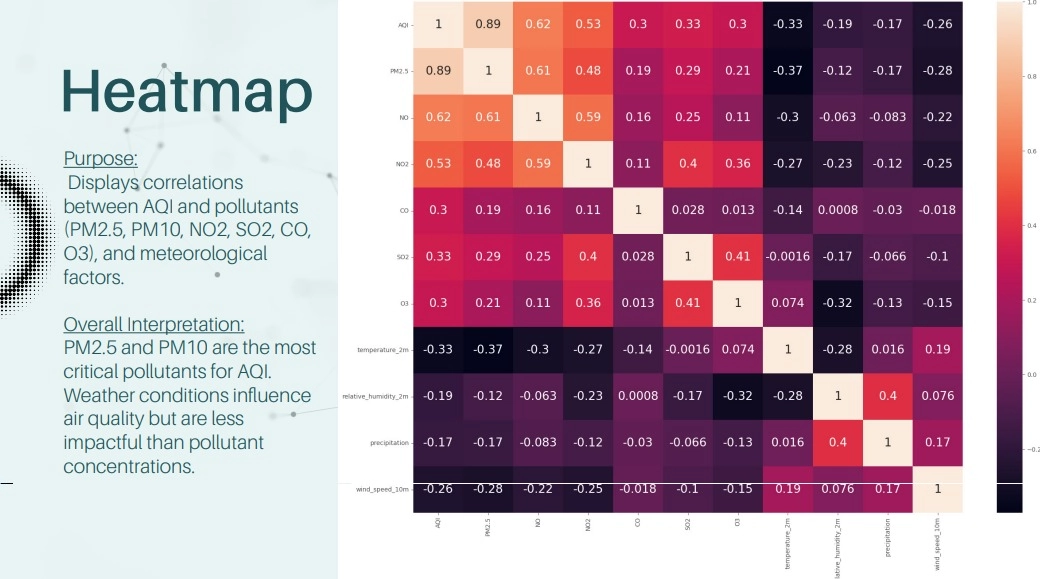 Heatmap
Purpose:
Displays correlations
between AQI and pollutants
(PM2.5, PM10, NO2, SO2, CO,
O3), and meteorological
factors.
Overall Interpretation:
PM2.5 and PM10 are the most
critical pollutants for AQI.
Weather conditions influence
air quality but are less
impactful than pollutant
concentrations.
AQI 1 0.89 0.62 0.53 0.3 0.33 0.3 -0.33 -0.19 -0.17 -0.26
PM2.5 0.89 1 0.61 0.48 0.19 0.29 0.21 -0.37 -0.12 -0.17 -0.28
NO 0.62 0.61 1 0.59 0.16 0.25 0.11 -0.3 -0.063 -0.083 -0.22
NO2 0.53 0.48 0.59 1 0.11 0.4 0.36 -0.27 -0.23 -0.12 -0.25
CO 0.3 0.19 0.16 0.11 1 0.028 0.013 -0.14 0.0008 -0.03 -0.018
SO2 0.33 0.29 0.25 0.4 0.028 1 0.41 -0.0016 -0.17 -0.066 -0.1
O3 0.3 0.21 0.11 0.36 0.013 0.41 1 0.074 -0.32 -0.13 -0.15
temperature_2m -0.33 -0.37 -0.3 -0.27 -0.14 -0.0016 0.074 1 -0.28 0.016 0.19
relative_humidity_2m -0.19 -0.12 -0.063 -0.23 0.0008 -0.17 -0.32 -0.28 1 0.4 0.076
precipitation -0.17 -0.17 -0.083 -0.12 -0.03 -0.066 -0.13 0.016 0.4 1 0.17
wind_speed_10m -0.26 -0.28 -0.22 -0.25 -0.018 -0.1 -0.15 0.19 0.076 0.17 1
AQI PM2.5 NO NO2 CO SO2 O3 temperature_2m lative_humidity_2m precipitation wind_speed_10m
1.0
0.8
0.6
0.4
0.2
0.0